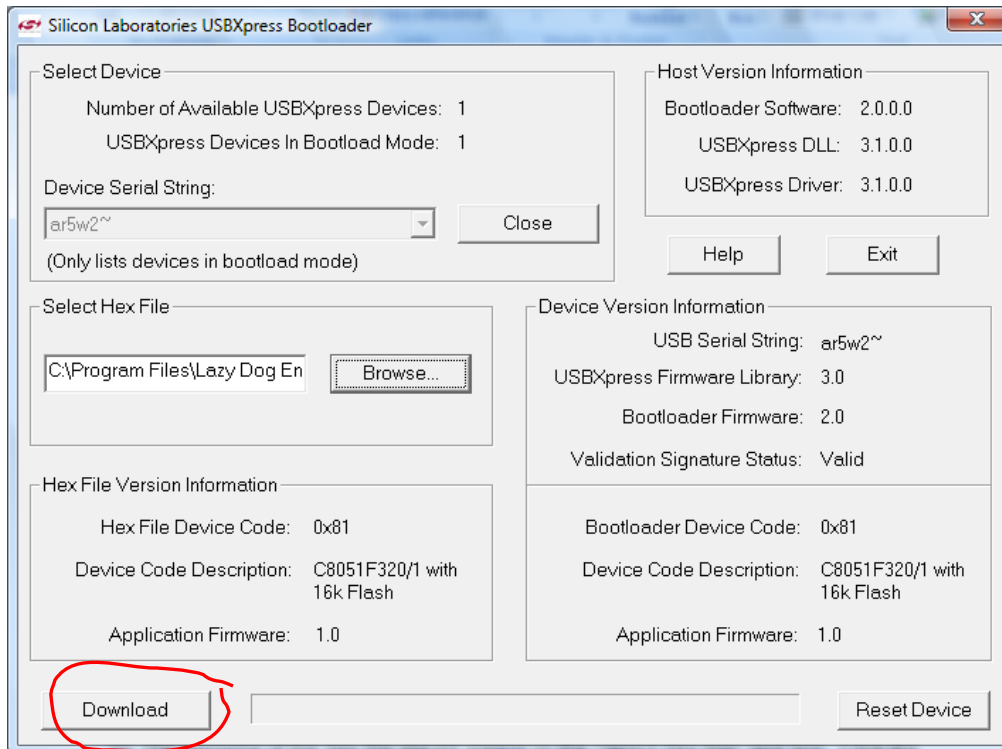 Silicon Laboratories USBXpress Bootloader
Select Device
Number of Available USBXpress Devices: 1
USBXpress Devices In Bootload Mode: 1
Device Serial String:
ar5w2~
Close
(Only lists devices in bootload mode)
Host Version Information
Bootloader Software: 2.0.0.0
USBXpress DLL: 3.1.0.0
USBXpress Driver: 3.1.0.0
Help
Exit
Select Hex File
C:\Program Files\Lazy Dog En
Browse...
Device Version Information
USB Serial String: ar5w2~
USBXpress Firmware Library: 3.0
Bootloader Firmware: 2.0
Validation Signature Status: Valid
Hex File Version Information
Hex File Device Code: 0x81
Device Code Description: C8051F320/1 with
16k Flash
Application Firmware: 1.0
Bootloader Device Code: 0x81
Device Code Description: C8051F320/1 with
16k Flash
Application Firmware: 1.0
Download
Reset Device